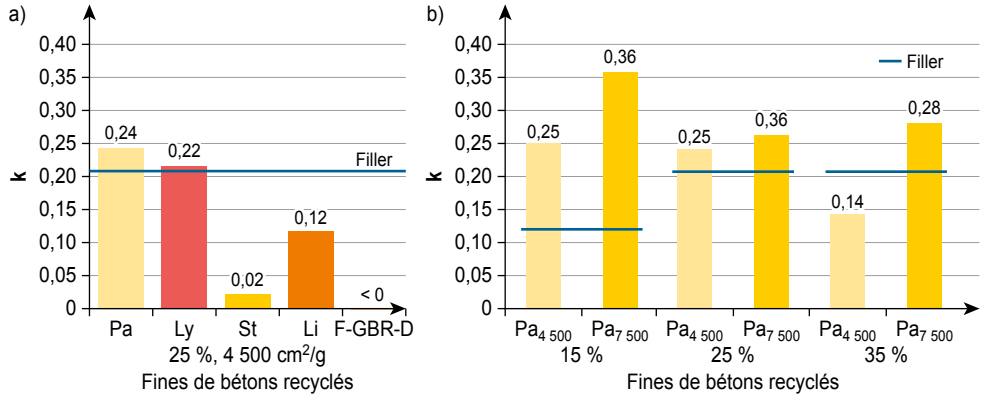 a)
0,40
0,35
0,30
0,25
0,20
0,15
0,10
0,05
0
k
0,24
0,22
0,02
0,12
< 0
Filler
Pa Ly St Li F-GBR-D
25 %, 4 500 cm²/g
Fines de bétons recyclés
b)
0,40
0,35
0,30
0,25
0,20
0,15
0,10
0,05
0
k
Filler
0,25
0,36
0,25
0,36
0,14
0,28
Pa4 500 Pa7 500 Pa4 500 Pa7 500 Pa4 500 Pa7 500
15 % 25 % 35 %
Fines de bétons recyclés